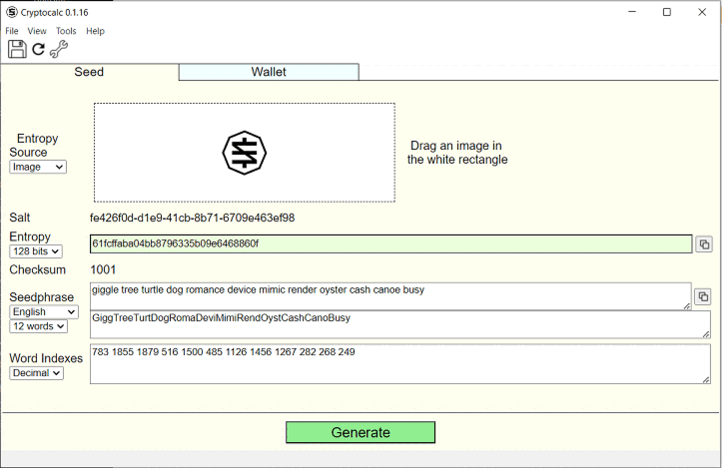 Cryptocalc 0.1.16
File View Tools Help
Seed Wallet
Entropy
Source
Image
Drag an image in
the white rectangle
Salt fe426f0d-d1e9-41cb-8b71-6709e463ef98
Entropy
128 bits
61fcffaba04bb8796335b09e6468860f
Checksum 1001
Seedphrase
English
12 words
giggle tree turtle dog romance device mimic render oyster cash canoe busy
GiggTreeTurtDogRomaDeviMimiRendOystCashCanoBusy
Word Indexes
Decimal
783 1855 1879 516 1500 485 1126 1456 1267 282 268 249
Generate